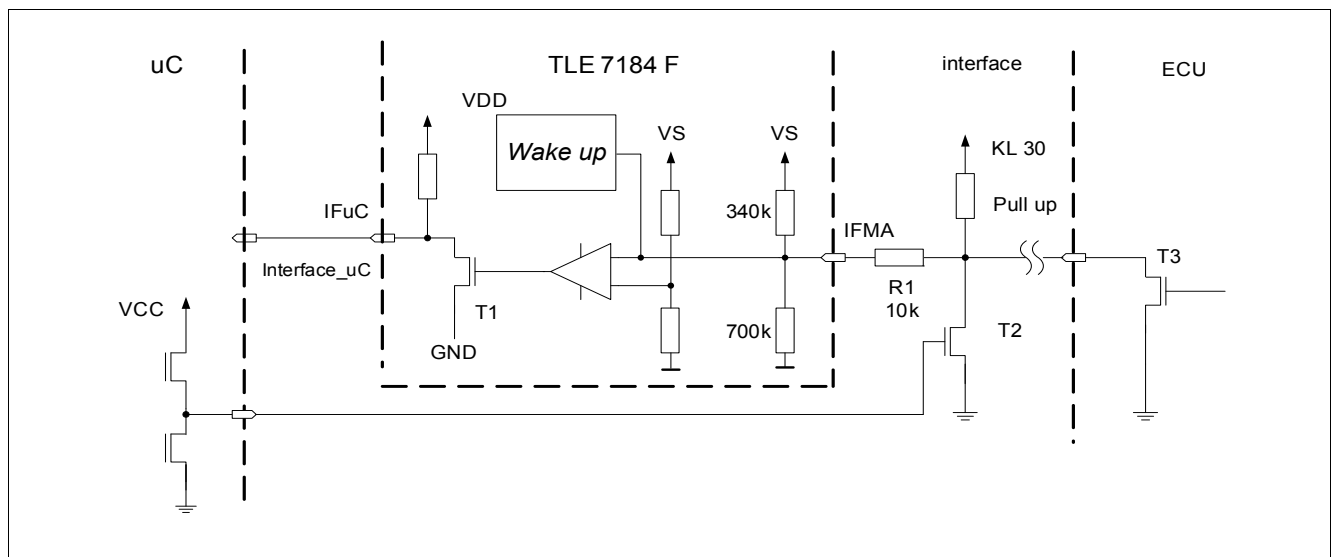 uC
TLE 7184 F
interface
ECU
VDD
Wake up
VS
VS
KL 30
340k
Pull up
IFuC
IFMA
T3
Interface_uC
R1
10k
VCC
T1
700k
T2
GND